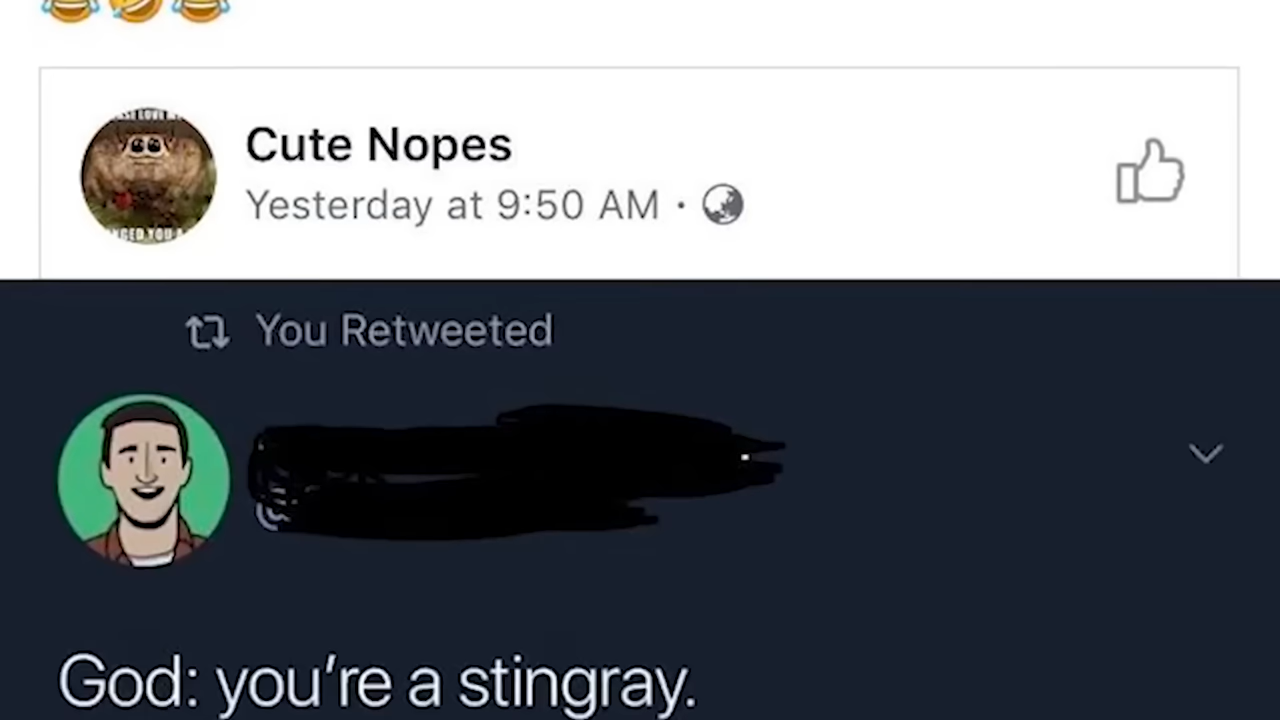 😂🤣😂
Cute Nopes
Yesterday at 9:50 AM ·
You Retweeted
God: you're a stingray.